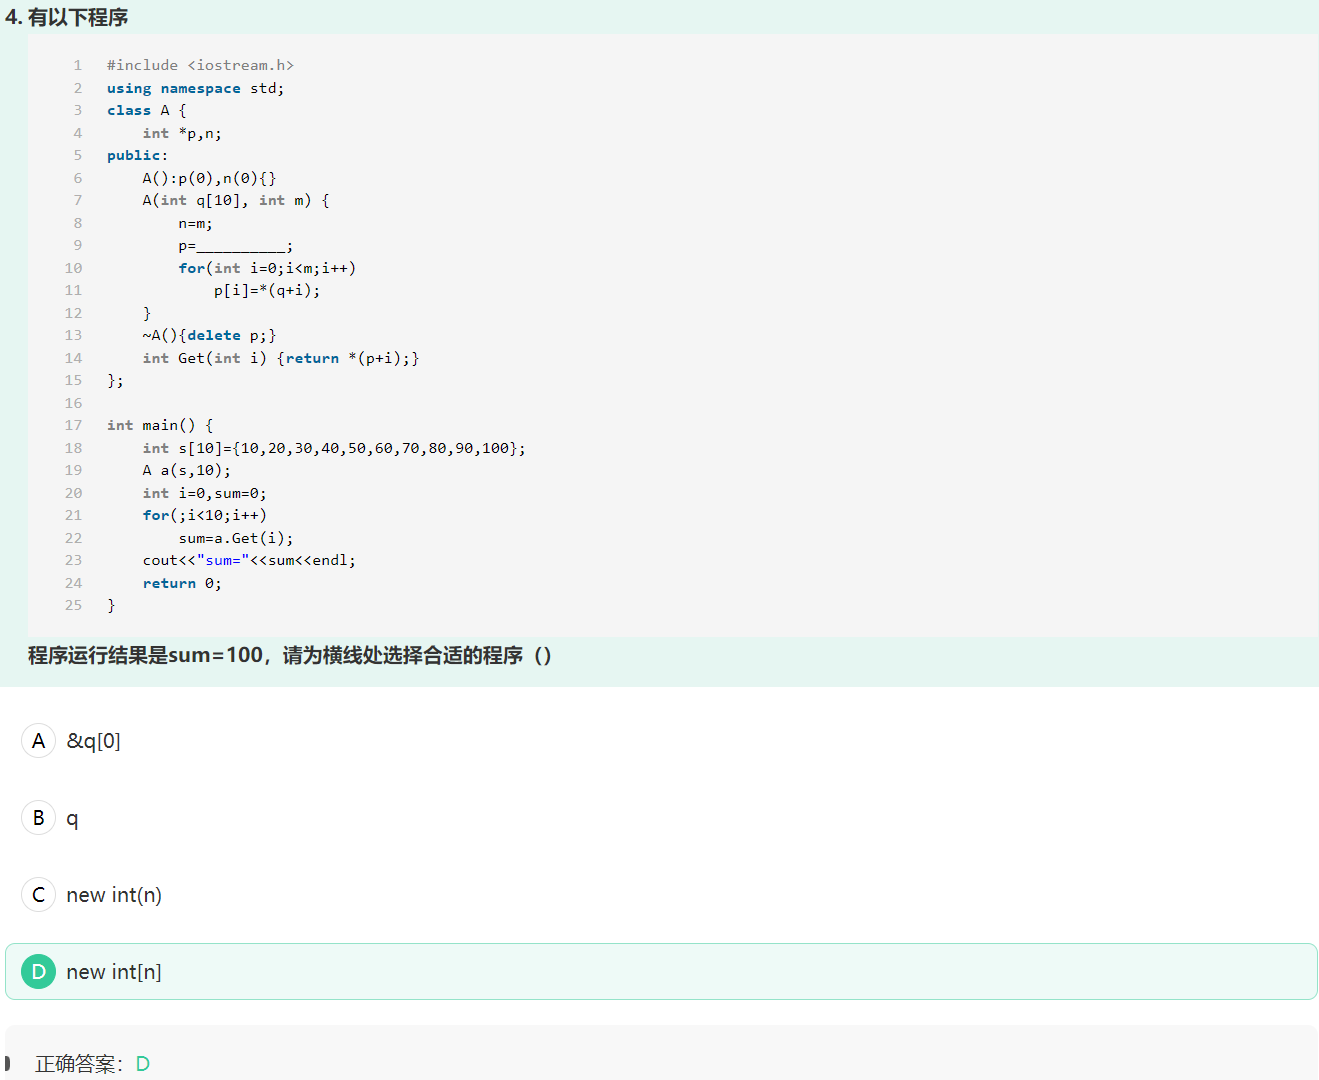 4. 有以下程序
1 #include <iostream.h>
2 using namespace std;
3 class A {
4 int *p,n;
5 public:
6 A():p(0),n(0){}
7 A(int q[10], int m) {
8 n=m;
9 p=__________;
10 for(int i=0;i<m;i++)
11 p[i]=*(q+i);
12 }
13 ~A(){delete p;}
14 int Get(int i) {return *(p+i);}
15 };
16
17 int main() {
18 int s[10]={10,20,30,40,50,60,70,80,90,100};
19 A a(s,10);
20 int i=0,sum=0;
21 for(;i<10;i++)
22 sum=a.Get(i);
23 cout<<"sum="<<sum<<endl;
24 return 0;
25 }
程序运行结果是sum=100，请为横线处选择合适的程序（）
A &q[0]
B q
C new int(n)
D new int[n]
正确答案：D